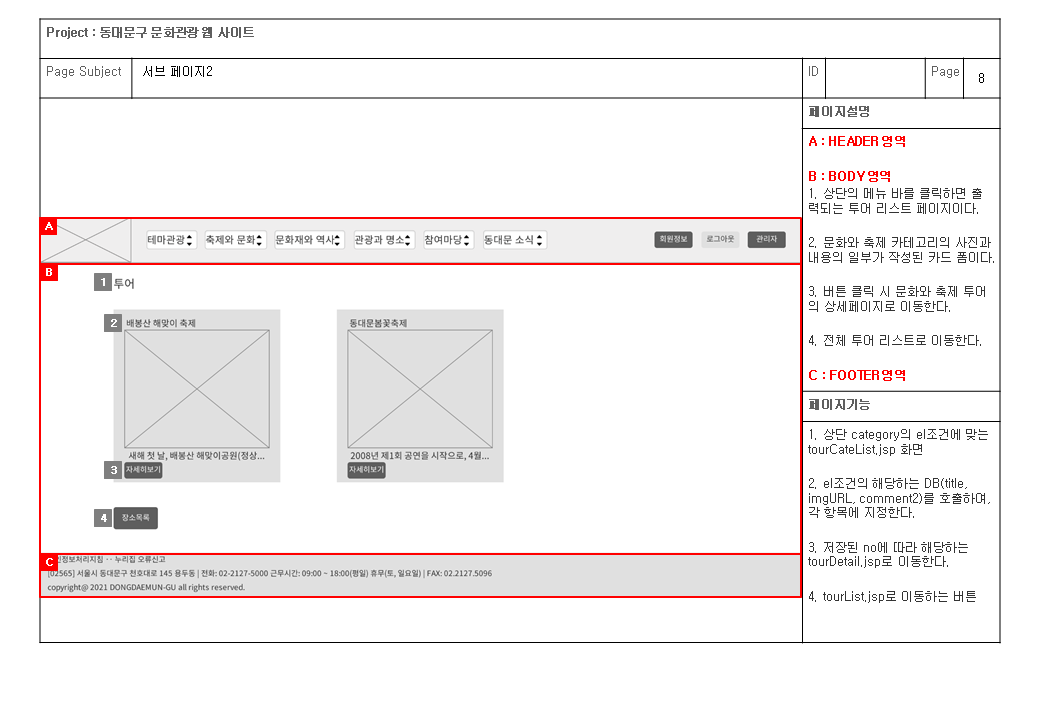 Project : 동대문구 문화관광 웹 사이트
Page Subject 서브 페이지2 ID Page 8
페이지설명
A : HEADER 영역
B : BODY 영역
1. 상단의 메뉴 바를 클릭하면 출
력되는 투어 리스트 페이지이다.
2. 문화와 축제 카테고리의 사진과
내용의 일부가 작성된 카드 폼이다.
3. 버튼 클릭 시 문화와 축제 투어
의 상세페이지로 이동한다.
4. 전체 투어 리스트로 이동한다.
C : FOOTER 영역
페이지기능
1. 상단 category의 el조건에 맞는
tourCateList.jsp 화면
2. el조건의 해당하는 DB(title,
imgURL, comment2)를 호출하여,
각 항목에 지정한다.
3. 저장된 no에 따라 해당하는
tourDetail.jsp로 이동한다.
4. tourList.jsp로 이동하는 버튼
A
테마관광 축제와 문화 문화재와 역사 관광과 명소 참여마당 동대문 소식 회원정보 로그아웃 관리자
B
1 투어
2 배봉산 해맞이 축제 동대문봄꽃축제
새해 첫 날, 배봉산 해맞이공원(정상... 2008년 제1회 공연을 시작으로, 4월...
3 자세히보기 자세히보기
4 장소목록
C
인정보처리지침 · · 누리집 오류신고
[02565] 서울시 동대문구 천호대로 145 용두동 | 전화: 02-2127-5000 근무시간: 09:00 ~ 18:00(평일) 휴무(토, 일요일) | FAX: 02.2127.5096
copyright@ 2021 DONGDAEMUN-GU all rights reserved.